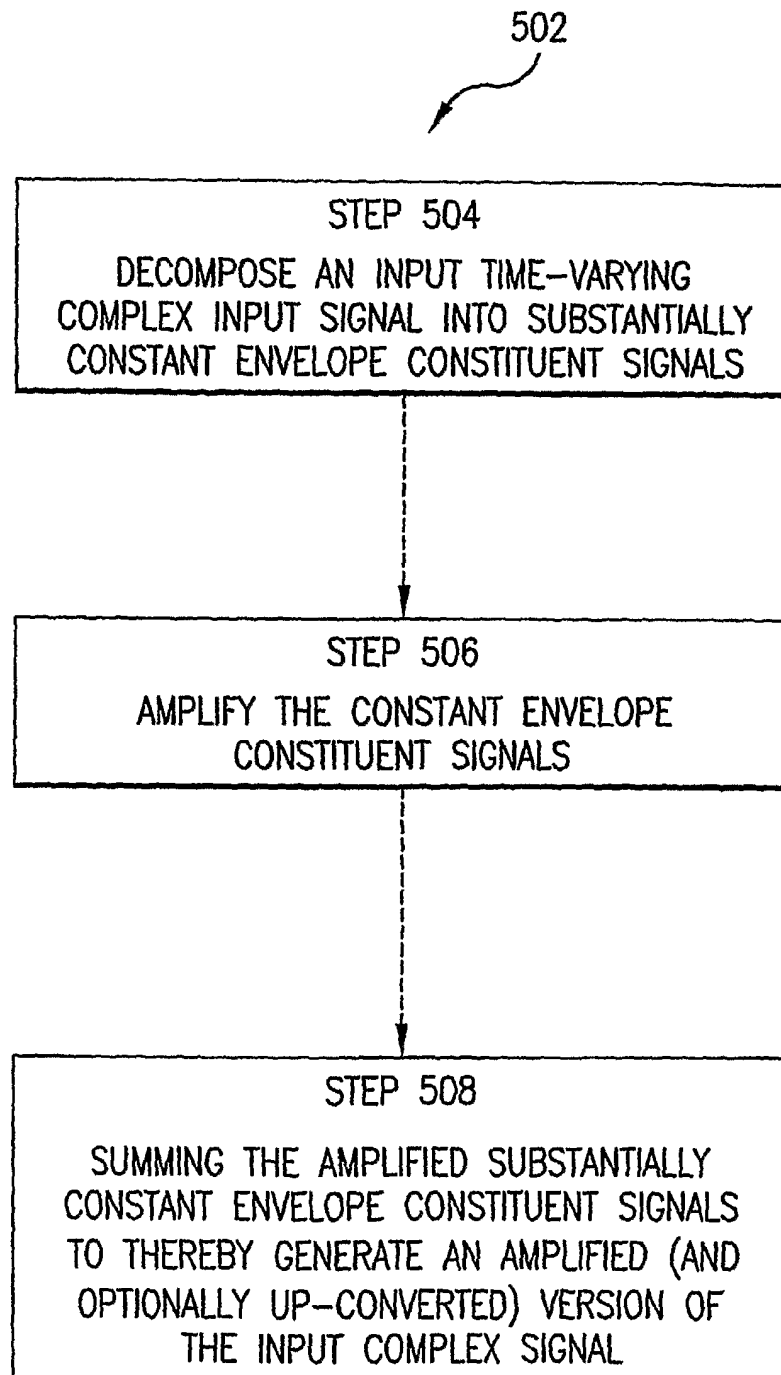 502
STEP 504
DECOMPOSE AN INPUT TIME-VARYING
COMPLEX INPUT SIGNAL INTO SUBSTANTIALLY
CONSTANT ENVELOPE CONSTITUENT SIGNALS
STEP 506
AMPLIFY THE CONSTANT ENVELOPE
CONSTITUENT SIGNALS
STEP 508
SUMMING THE AMPLIFIED SUBSTANTIALLY
CONSTANT ENVELOPE CONSTITUENT SIGNALS
TO THEREBY GENERATE AN AMPLIFIED (AND
OPTIONALLY UP-CONVERTED) VERSION OF
THE INPUT COMPLEX SIGNAL